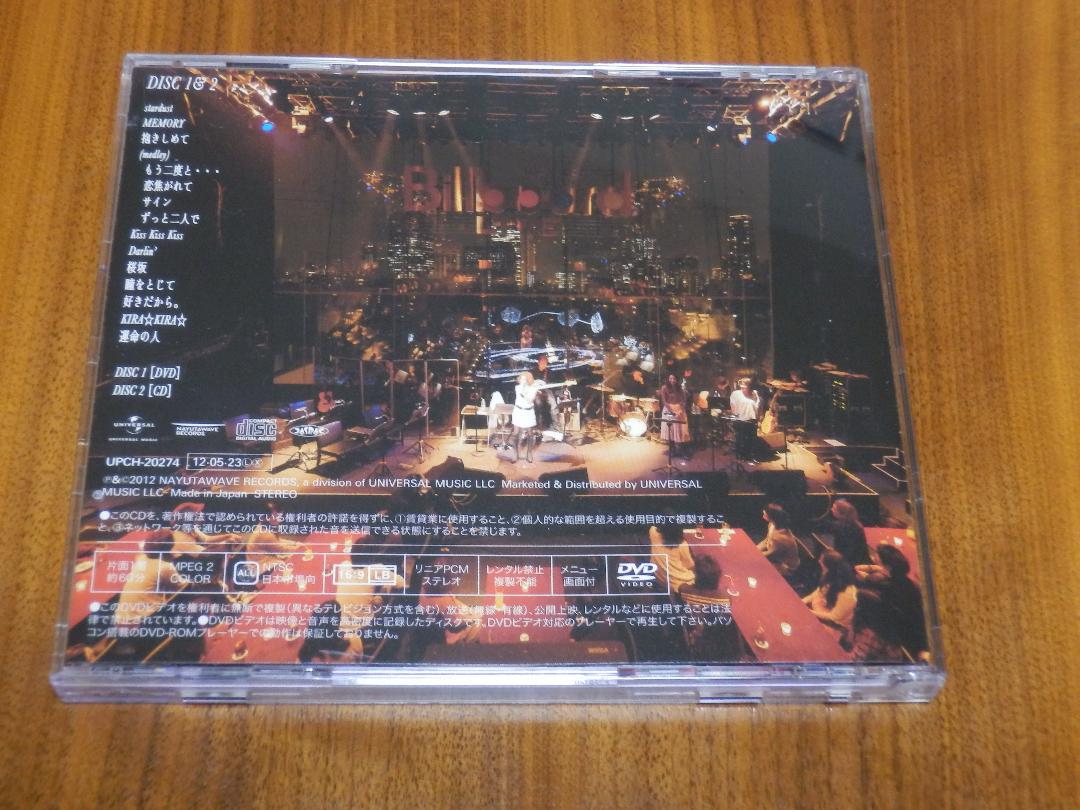 DISC 1&2
stardust
MEMORY
抱きしめて
(medley)
もう二度と・・・
恋焦がれて
サイン
ずっと二人で
Kiss Kiss Kiss
Darlin'
桜坂
瞳をとじて
好きだから。
KIRA☆KIRA☆
運命の人
DISC 1 [DVD]
DISC 2 [CD]
Billboard
UNIVERSAL
UNIVERSAL MUSIC
NAYUTAWAVE
RECORDS
COMPACT
disc
DIGITAL AUDIO
JASRAC
UPCH-20274 12・05・23 Ⓛ Ⓧ
℗&©2012 NAYUTAWAVE RECORDS, a division of UNIVERSAL MUSIC LLC Marketed & Distributed by UNIVERSAL
MUSIC LLC Made in Japan STEREO
●このCDを、著作権法で認められている権利者の許諾を得ずに、①賃貸業に使用すること、②個人的な範囲を超える使用目的で複製するこ
と、③ネットワーク等を通じてこのCDに収録された音を送信できる状態にすることを禁じます。
片面1層
約60分
MPEG 2
COLOR
ALL
NTSC
日本市場向
16:9 LB
リニアPCM
ステレオ
レンタル禁止
複製不能
メニュー
画面付
DVD
VIDEO
●このDVDビデオを権利者に無断で複製(異なるテレビジョン方式を含む)、放送(無線・有線)、公開上映、レンタルなどに使用することは法
律で禁止されています。●DVDビデオは映像と音声を高密度に記録したディスクです。DVDビデオ対応のプレーヤーで再生して下さい。パソ
コン搭載のDVD-ROMプレーヤーでの動作は保証しておりません。